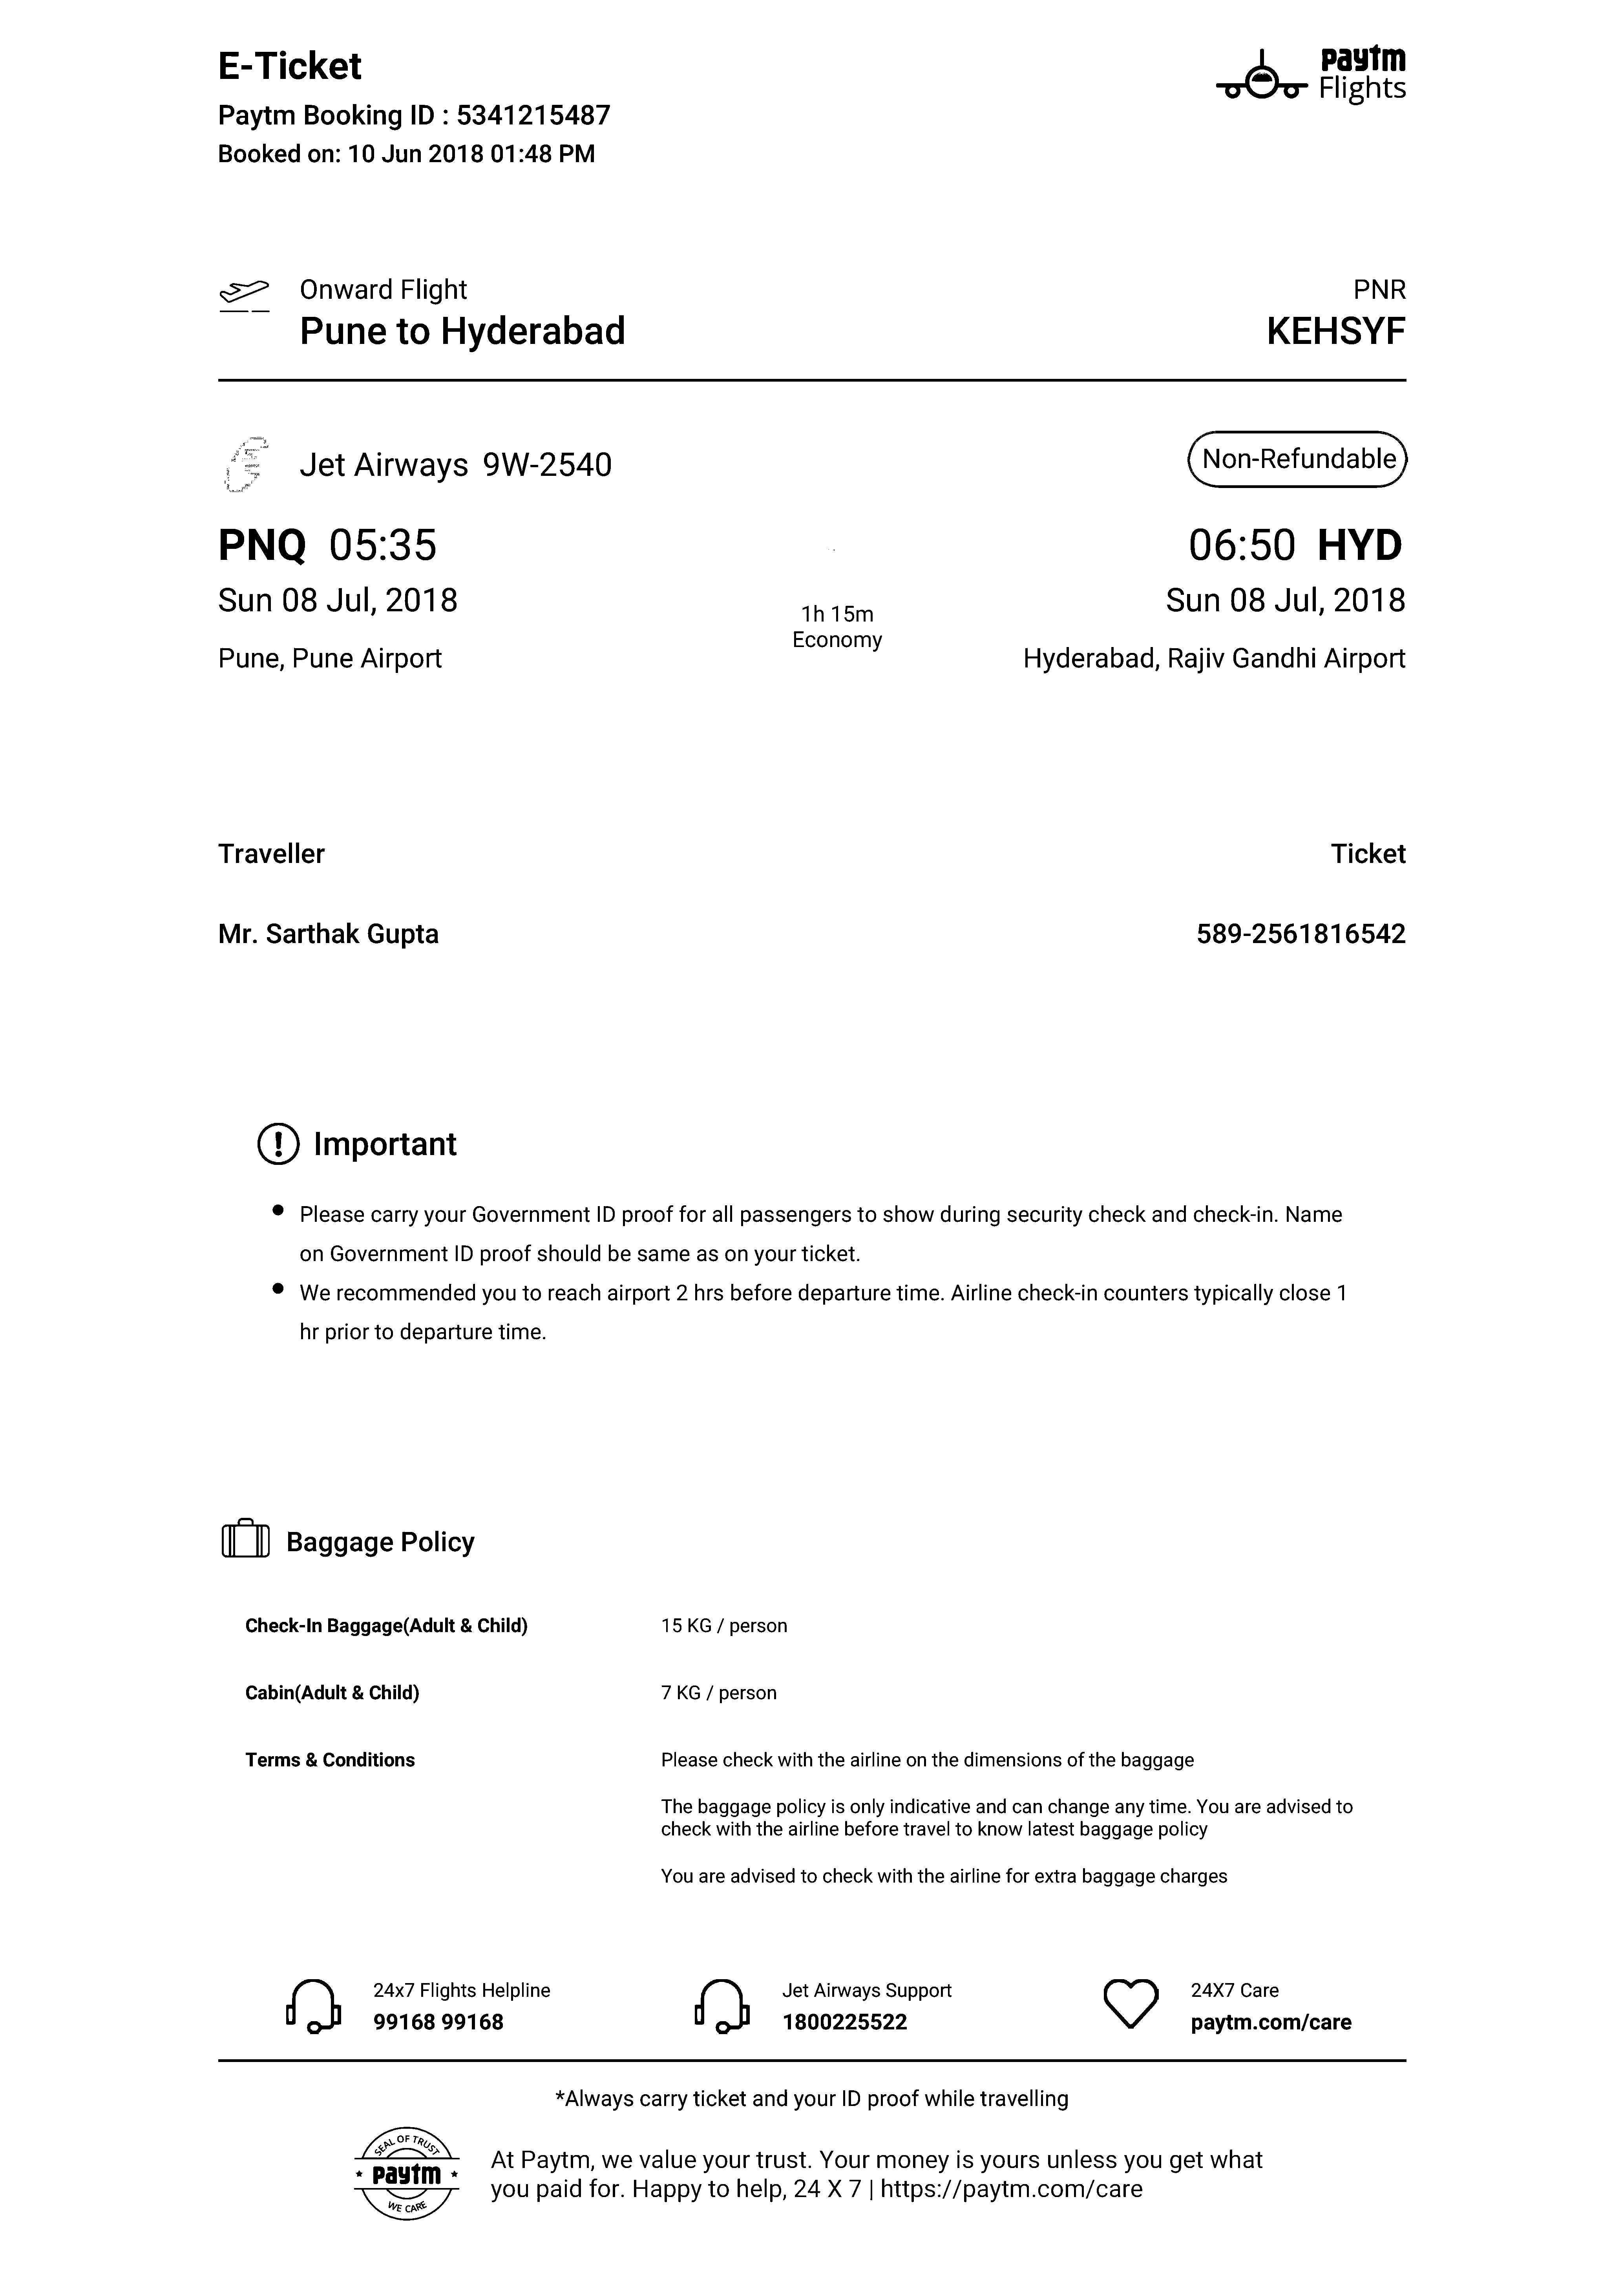 E-Ticket
paytm
Flights
Paytm Booking ID : 5341215487
Booked on: 10 Jun 2018 01:48 PM
Onward Flight
PNR
Pune to Hyderabad
KEHSYF
Jet Airways 9W-2540
Non-Refundable
PNQ 05:35
06:50 HYD
Sun 08 Jul, 2018
Sun 08 Jul, 2018
1h 15m
Economy
Pune, Pune Airport
Hyderabad, Rajiv Gandhi Airport
Traveller
Ticket
Mr. Sarthak Gupta
589-2561816542
Important
Please carry your Government ID proof for all passengers to show during security check and check-in. Name
on Government ID proof should be same as on your ticket.
We recommended you to reach airport 2 hrs before departure time. Airline check-in counters typically close 1
hr prior to departure time.
Baggage Policy
Check-In Baggage(Adult & Child)
15 KG / person
Cabin(Adult & Child)
7 KG / person
Terms & Conditions
Please check with the airline on the dimensions of the baggage
The baggage policy is only indicative and can change any time. You are advised to
check with the airline before travel to know latest baggage policy
You are advised to check with the airline for extra baggage charges
24x7 Flights Helpline
99168 99168
Jet Airways Support
1800225522
24X7 Care
paytm.com/care
*Always carry ticket and your ID proof while travelling
SEAL OF TRUST
paytm
WE CARE
At Paytm, we value your trust. Your money is yours unless you get what
you paid for. Happy to help, 24 X 7 | https://paytm.com/care